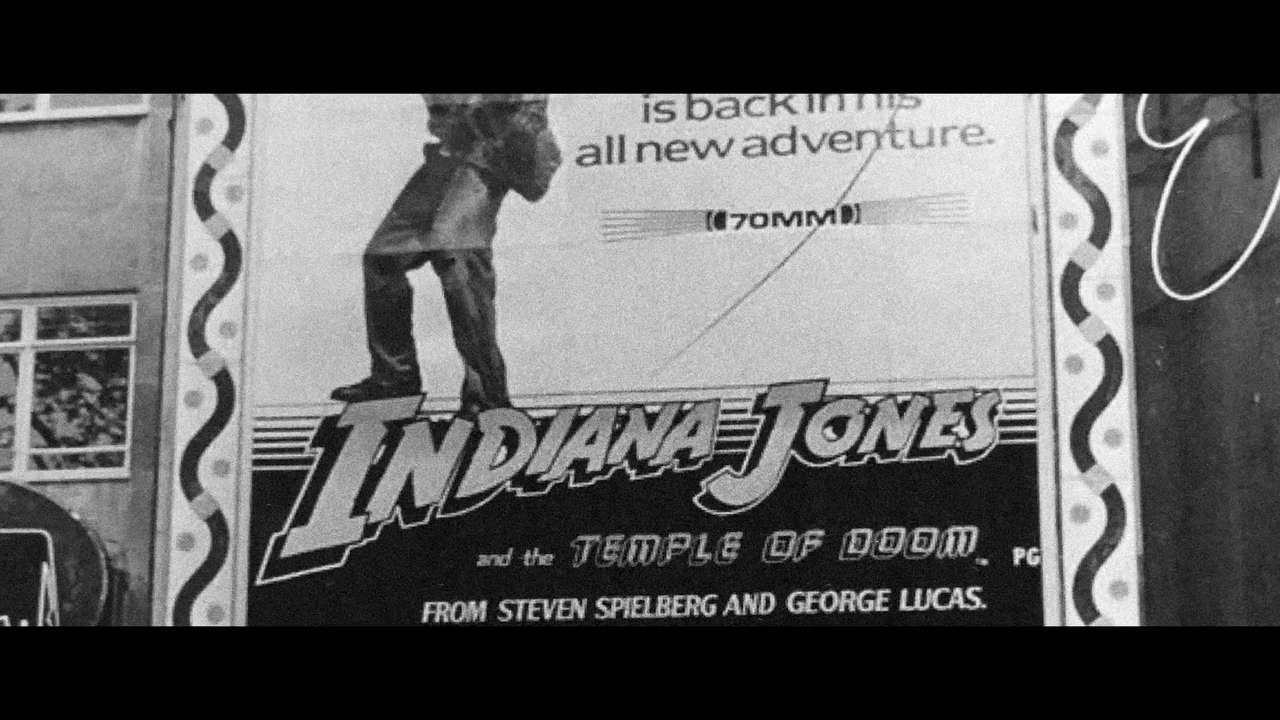 is back in his
all new adventure.
70MM
INDIANA JONES
and the TEMPLE OF DOOM™ PG
FROM STEVEN SPIELBERG AND GEORGE LUCAS.